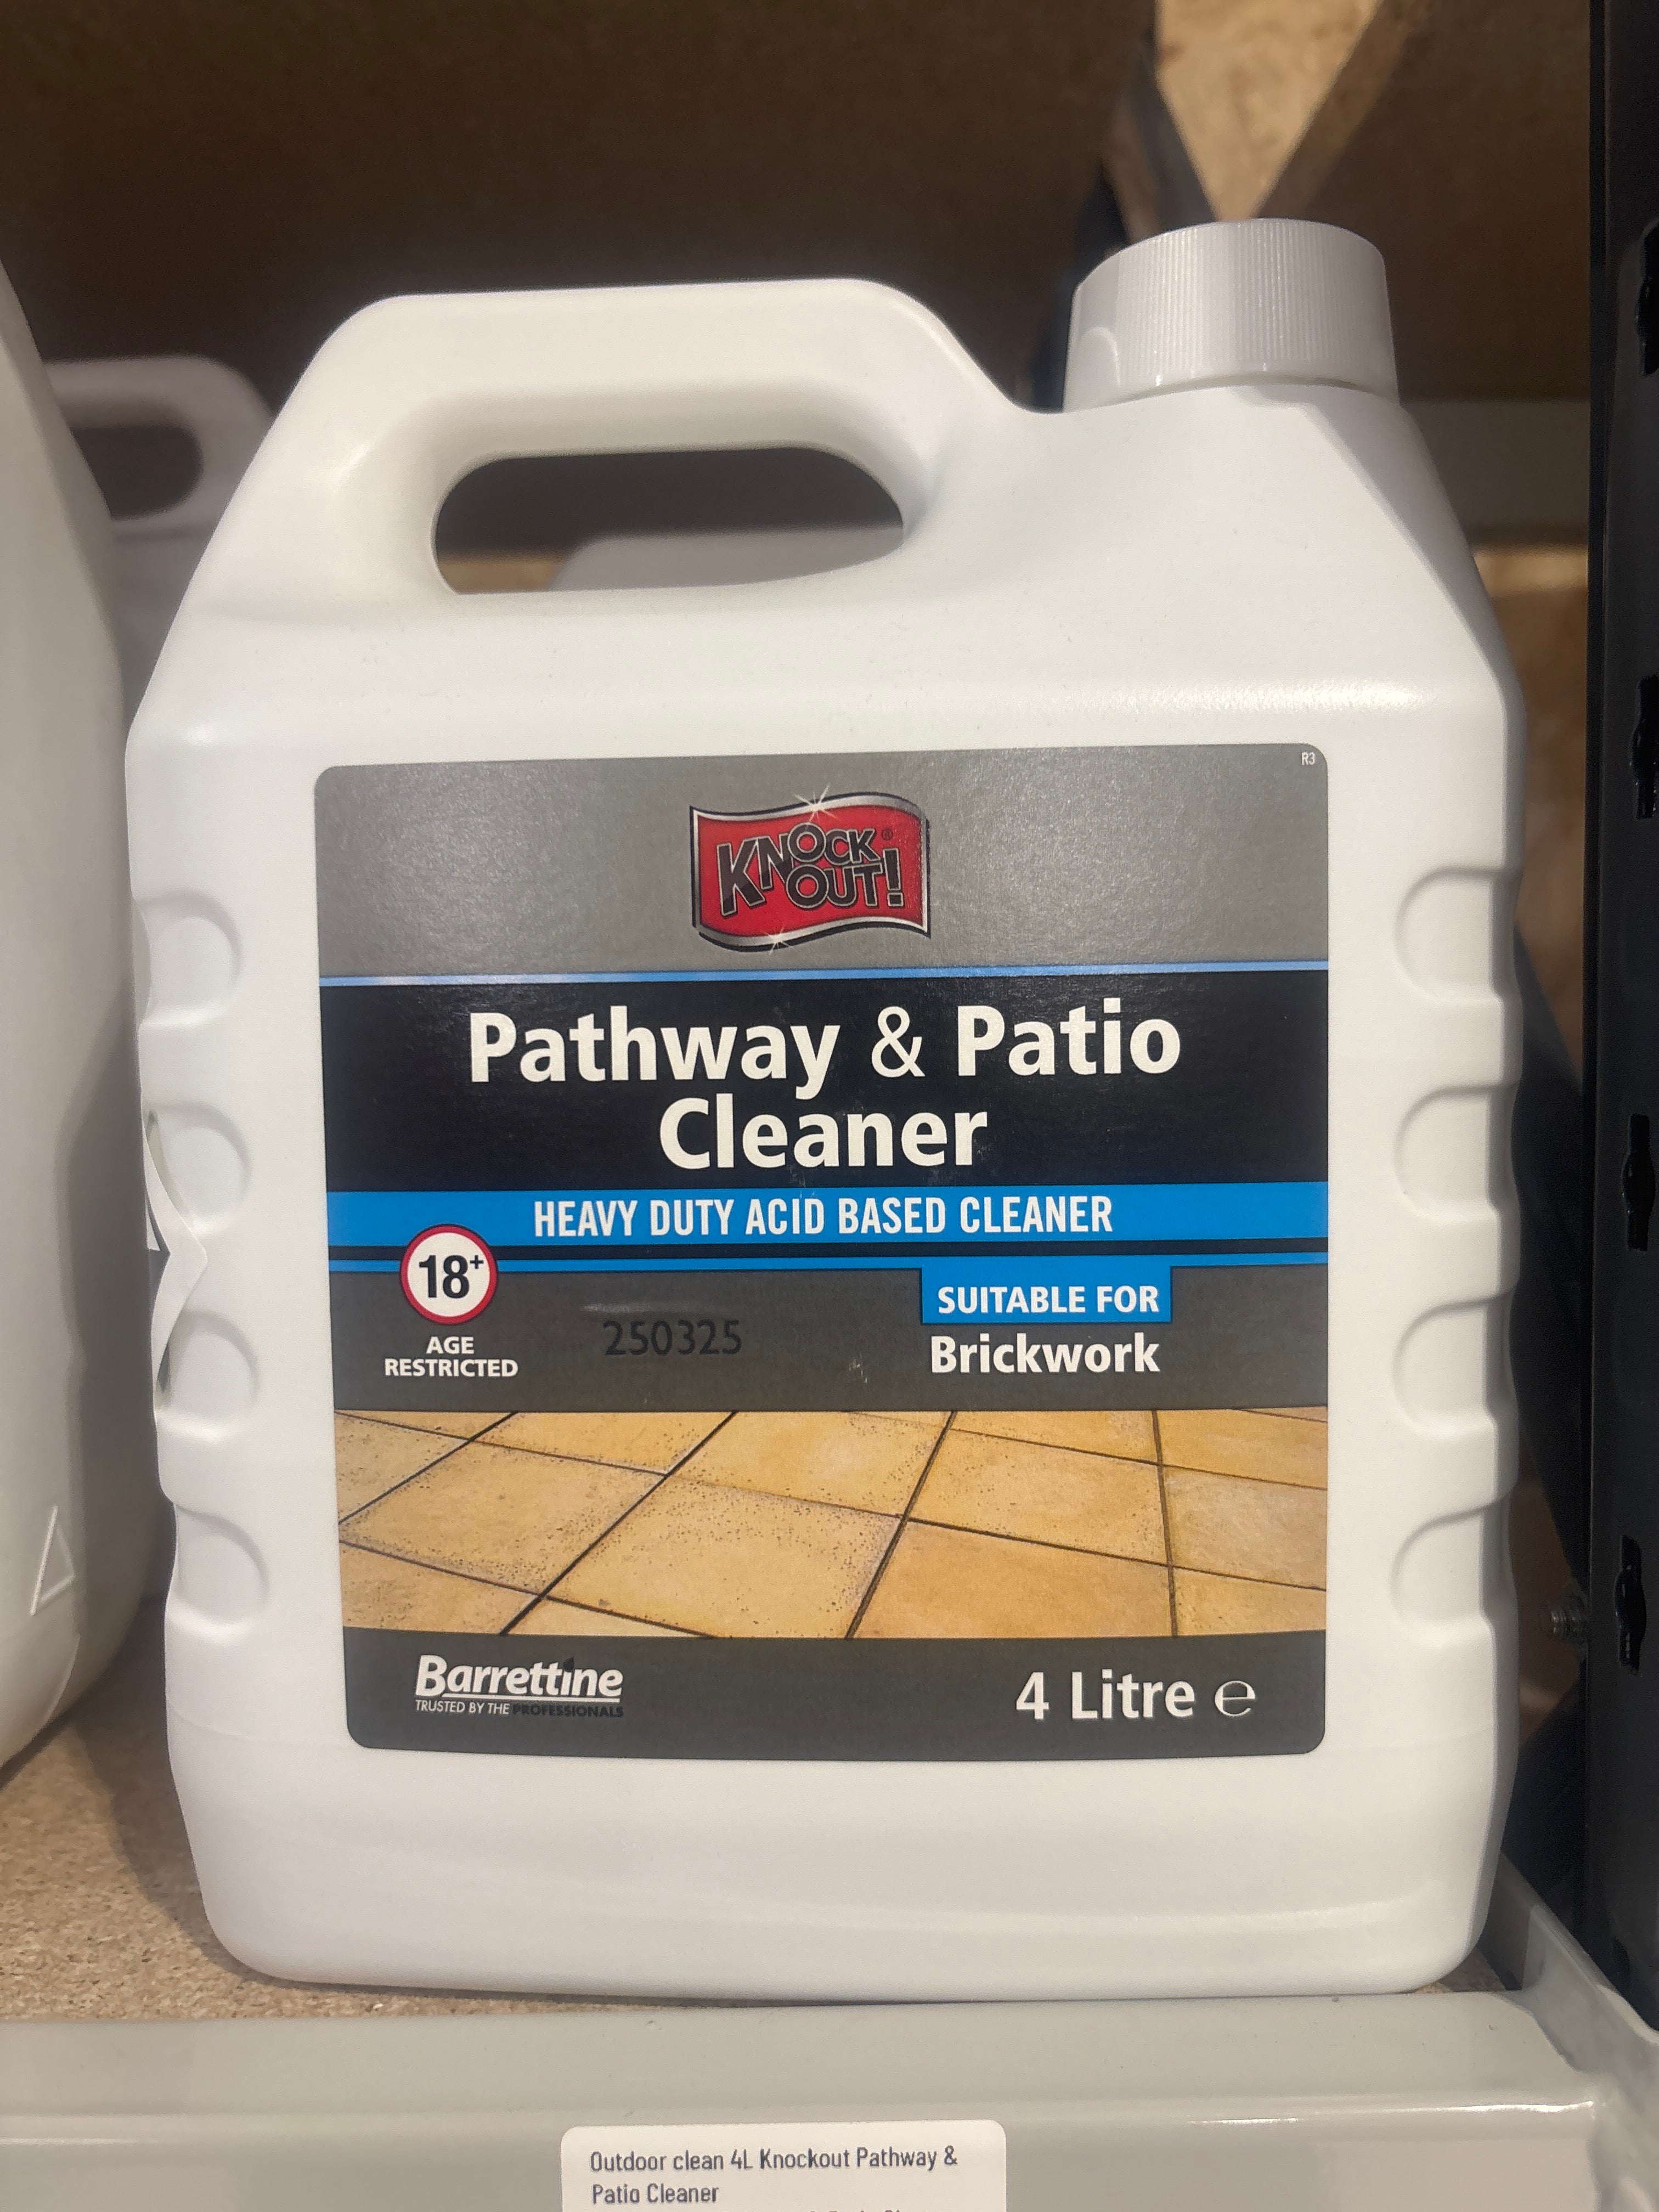 R3
KNOCK
OUT!®
Pathway & Patio
Cleaner
HEAVY DUTY ACID BASED CLEANER
18+
AGE
RESTRICTED
250325
SUITABLE FOR
Brickwork
Barrettine
TRUSTED BY THE PROFESSIONALS
4 Litre ℮
Outdoor clean 4L Knockout Pathway &
Patio Cleaner